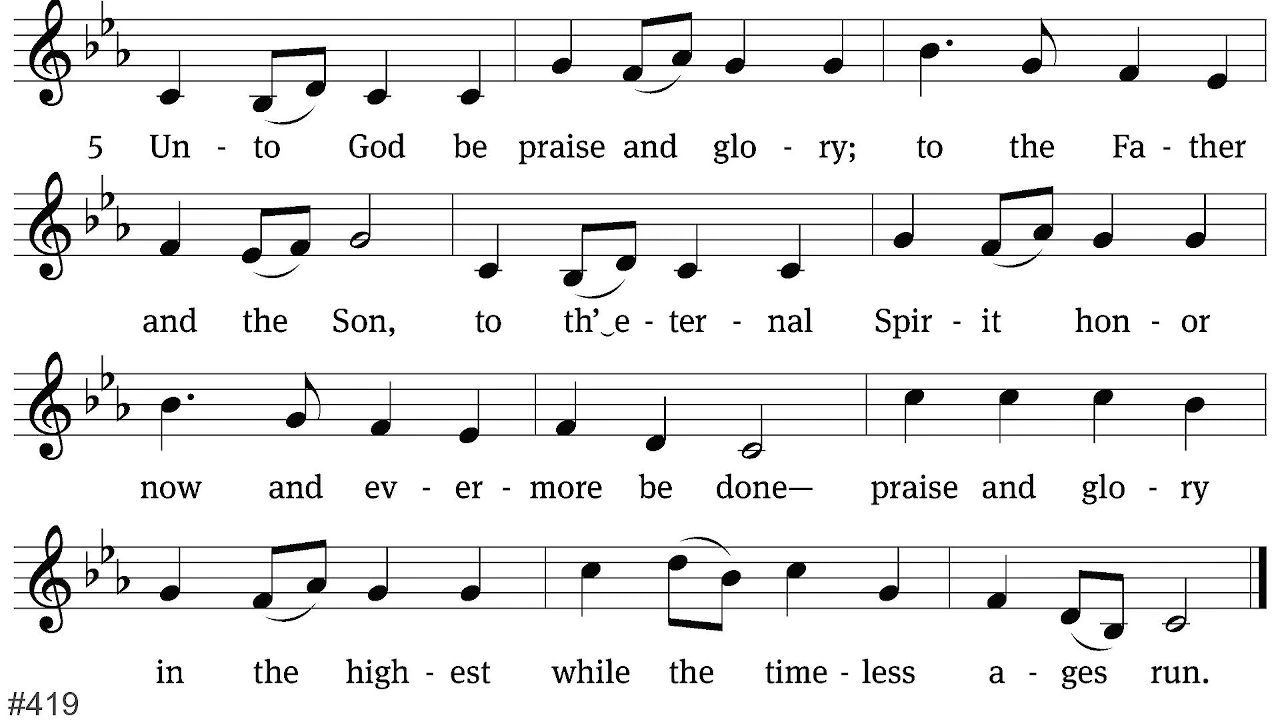 5 Un - to God be praise and glo - ry; to the Fa - ther
and the Son, to th’‿e - ter - nal Spir - it hon - or
now and ev - er - more be done— praise and glo - ry
in the high - est while the time - less a - ges run.
#419